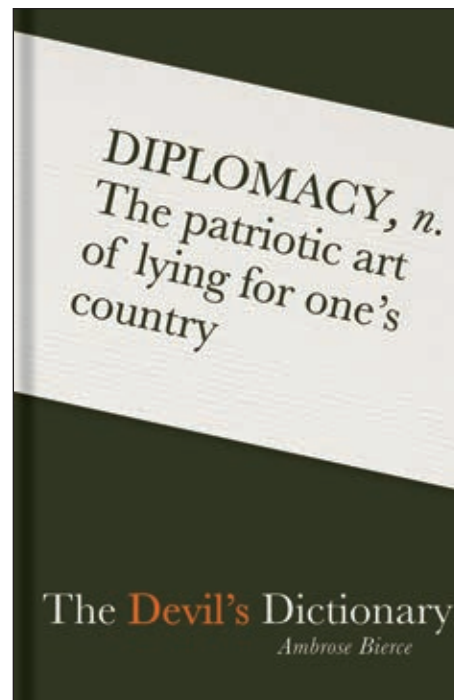 DIPLOMACY, n.
The patriotic art
of lying for one’s
country
The Devil’s Dictionary
Ambrose Bierce